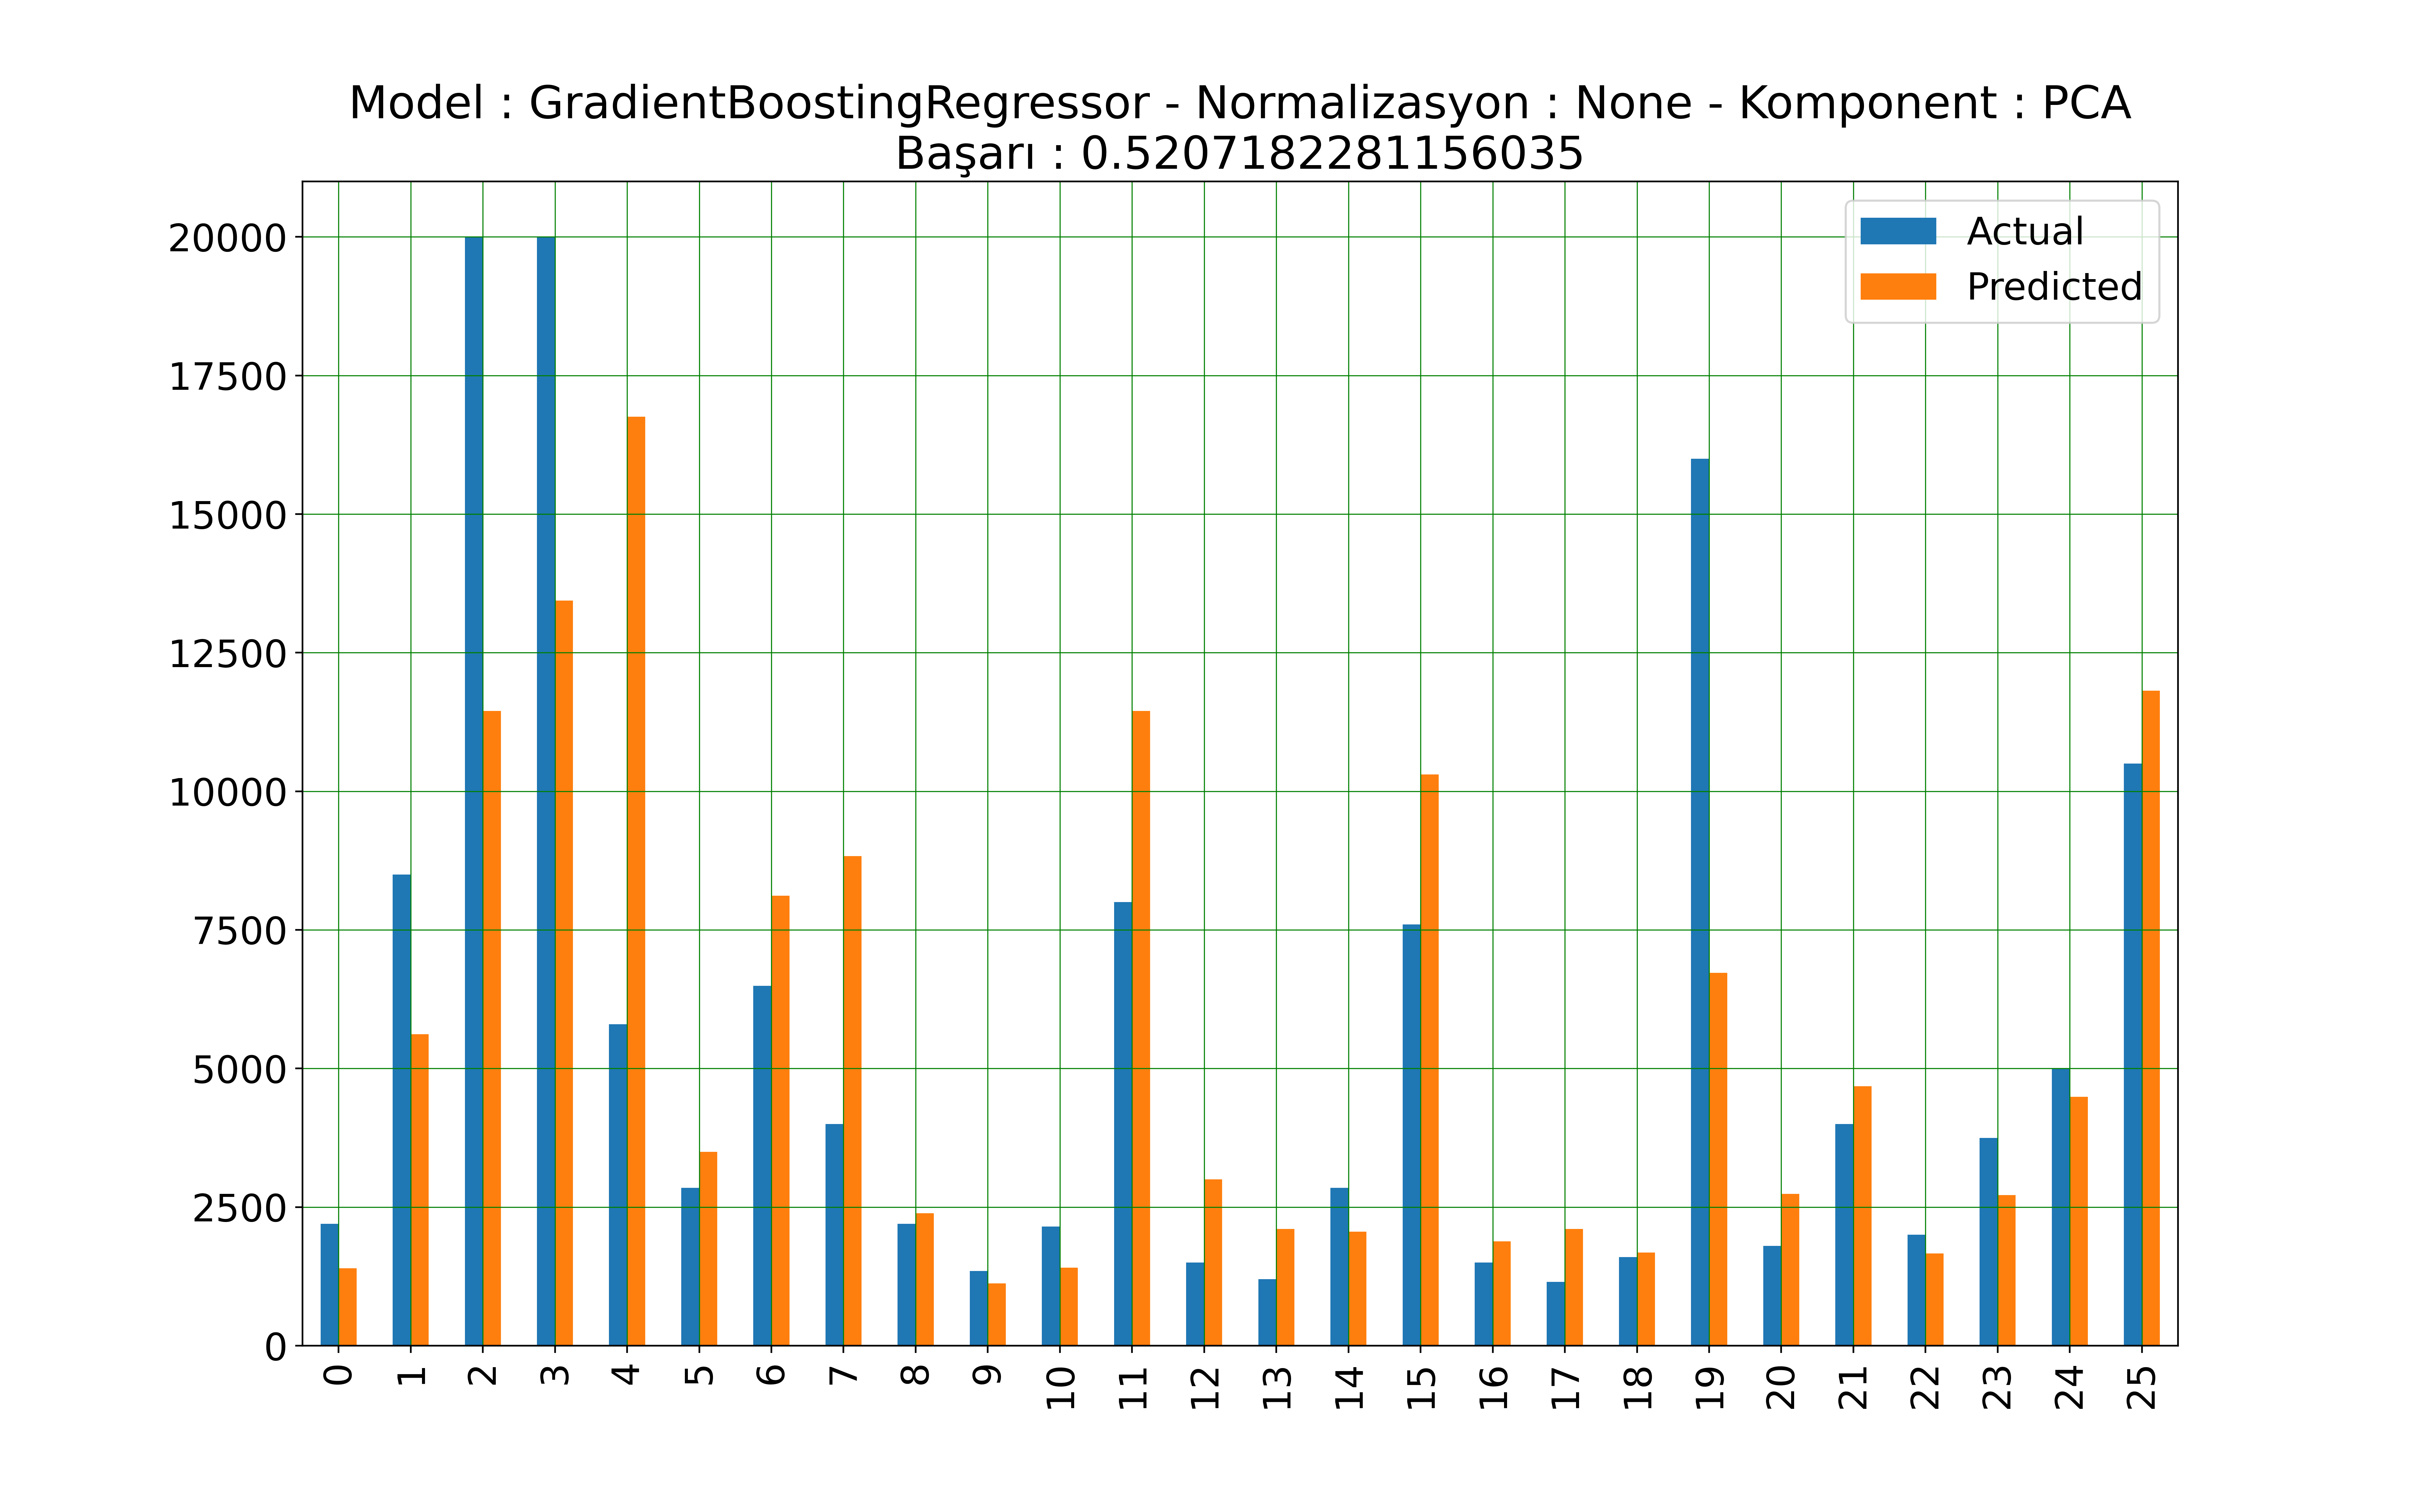 Model : GradientBoostingRegressor - Normalizasyon : None - Komponent : PCA
Başarı : 0.5207182281156035
Actual
Predicted
20000
17500
15000
12500
10000
7500
5000
2500
0
0 1 2 3 4 5 6 7 8 9 10 11 12 13 14 15 16 17 18 19 20 21 22 23 24 25